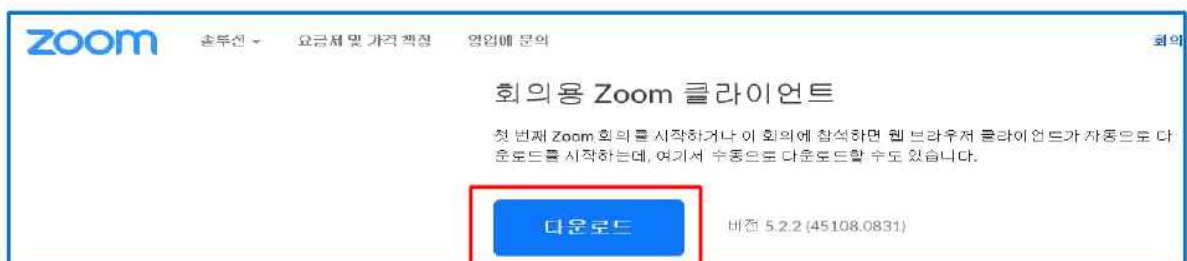 zoom 솔루션 요금제 및 가격 책정 영업에 문의 회의
회의용 Zoom 클라이언트
첫 번째 Zoom 회의를 시작하거나 이 회의에 참석하면 웹 브라우저 클라이언트가 자동으로 다
운로드를 시작하는데, 여기서 수동으로 다운로드할 수도 있습니다.
다운로드 버전 5.2.2 (45108.0831)